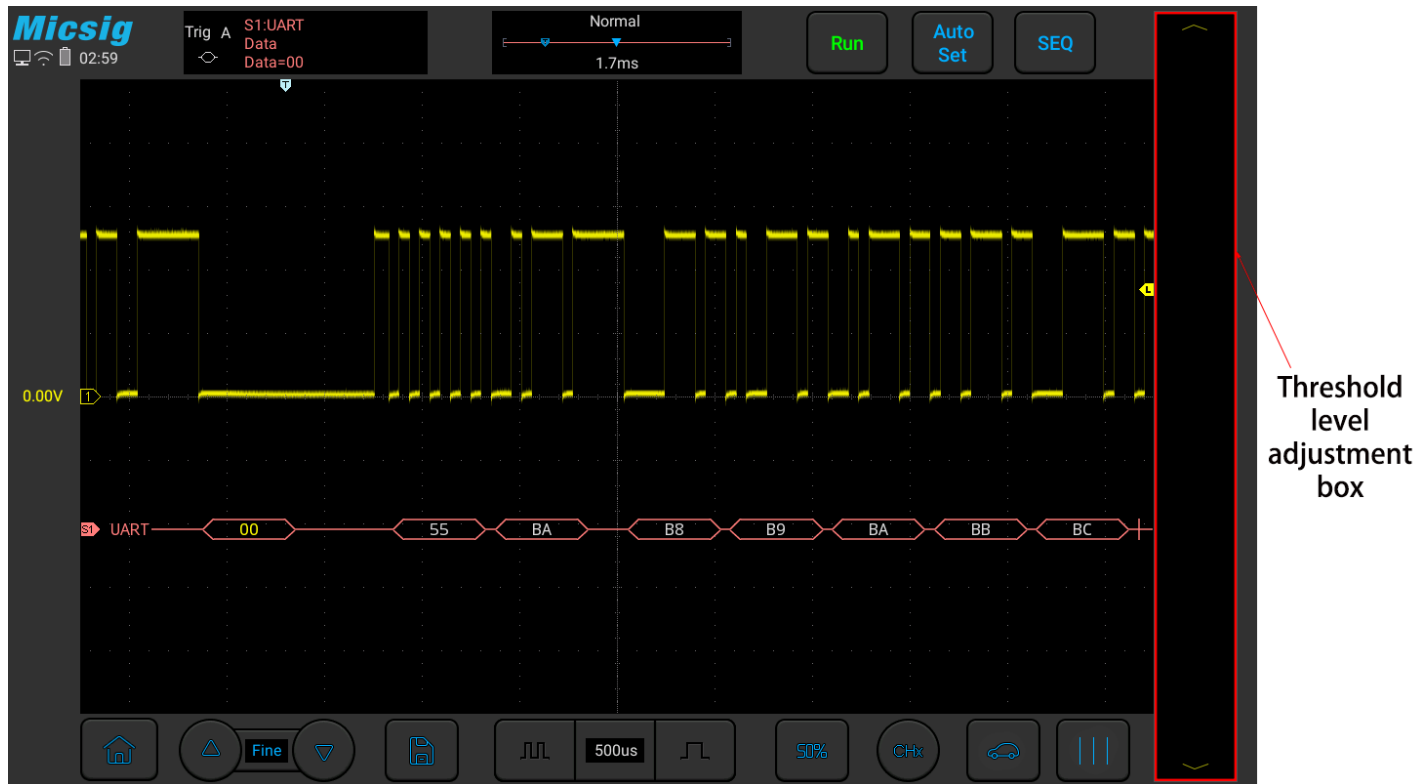 Micsig
02:59
Trig A
S1:UART
Data
Data=00
Normal
1.7ms
Run
Auto
Set
SEQ
T
L
0.00V
1
Threshold
level
adjustment
box
S1 UART 00 55 BA B8 B9 BA BB BC
Fine
500us
50%
CHx